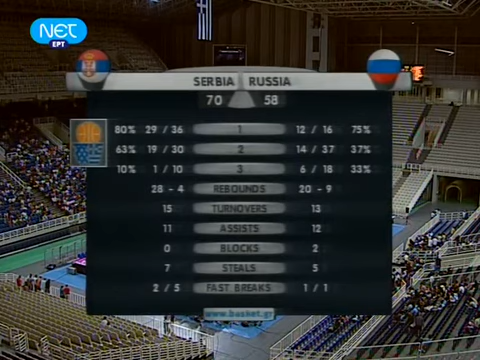 NET
ΕΡΤ
SERBIA RUSSIA
70 58
80% 29 / 36 1 12 / 16 75%
63% 19 / 30 2 14 / 37 37%
10% 1 / 10 3 6 / 18 33%
28 - 4 REBOUNDS 20 - 9
15 TURNOVERS 13
11 ASSISTS 12
0 BLOCKS 2
7 STEALS 5
2 / 5 FAST BREAKS 1 / 1
www.basket.gr